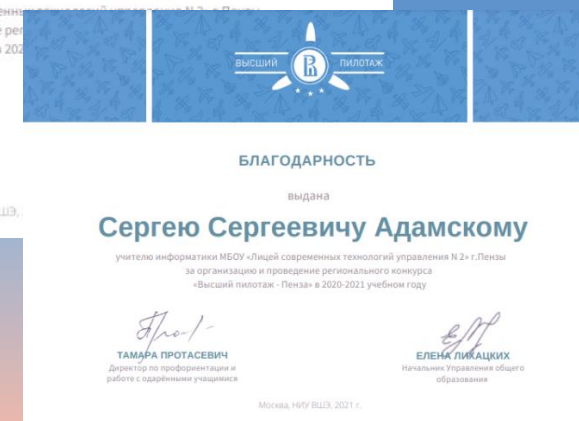 ВЫСШИЙ
ПИЛОТАЖ
БЛАГОДАРНОСТЬ
выдана
Сергею Сергеевичу Адамскому
учителю информатики МБОУ «Лицей современных технологий управления N 2» г.Пензы
за организацию и проведение регионального конкурса
«Высший пилотаж - Пенза» в 2020-2021 учебном году
ТАМАРА ПРОТАСЕВИЧ
Директор по профориентации и
работе с одарёнными учащимися
ЕЛЕНА ЛИХАЦКИХ
Начальник Управления общего
образования
Москва, НИУ ВШЭ, 2021 г.